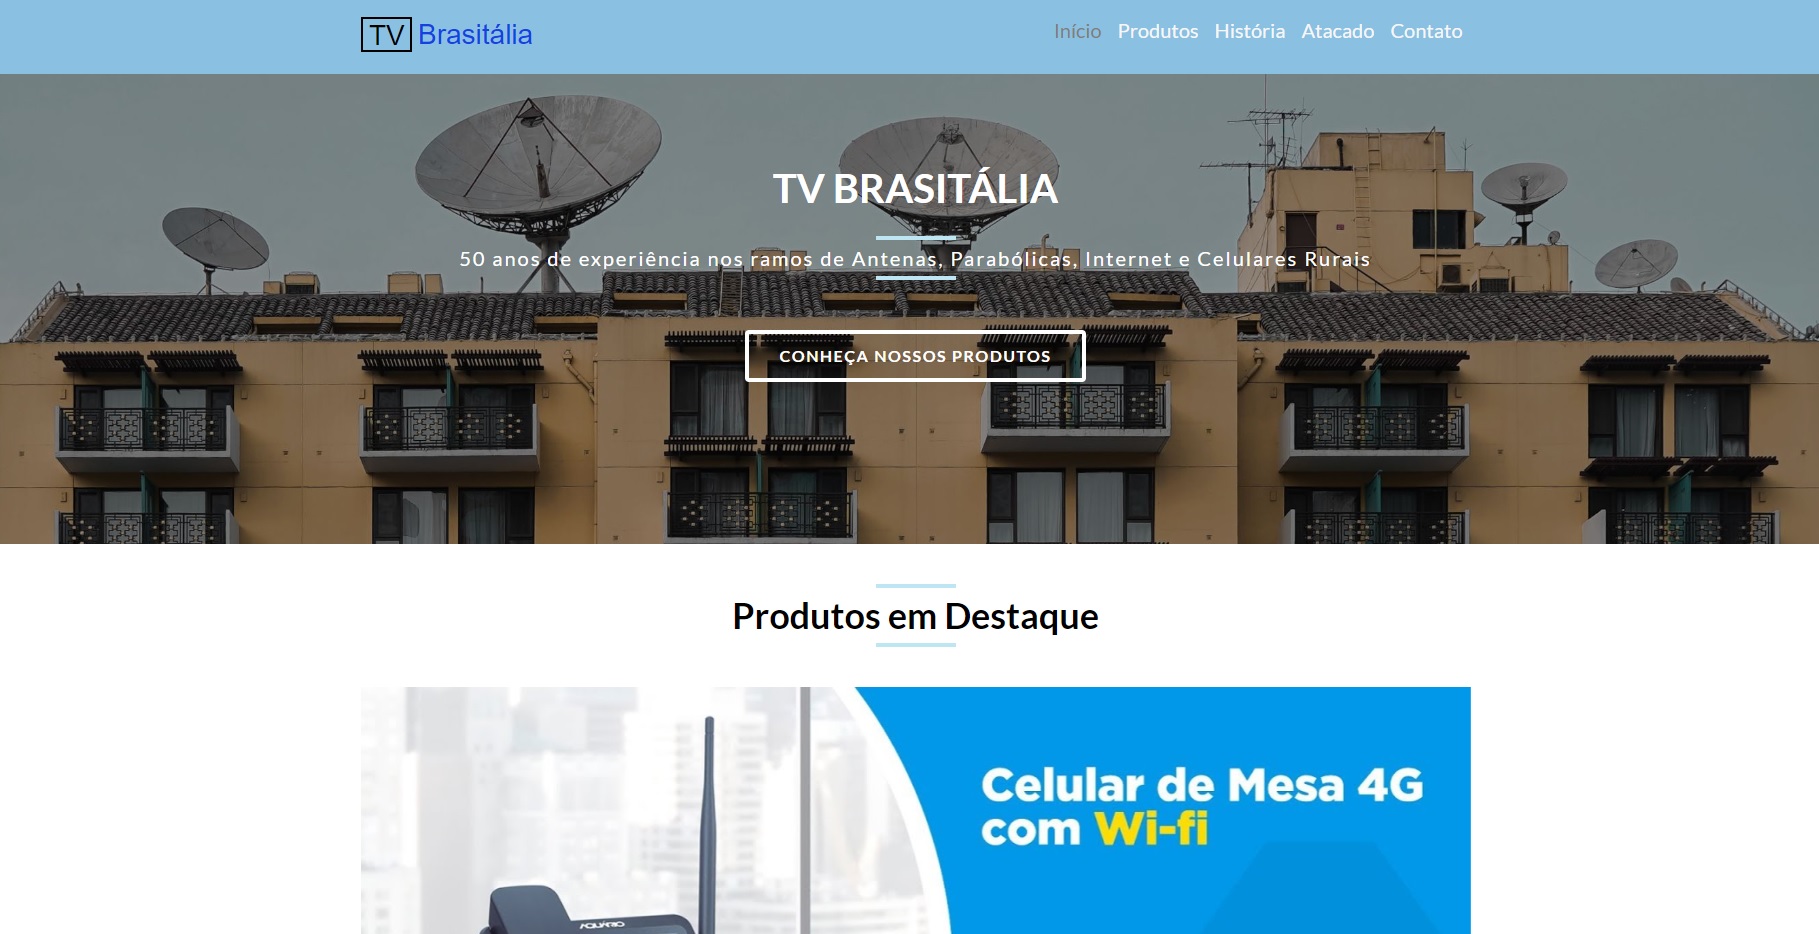 TV Brasitália
Início Produtos História Atacado Contato
TV BRASITÁLIA
50 anos de experiência nos ramos de Antenas, Parabólicas, Internet e Celulares Rurais
CONHEÇA NOSSOS PRODUTOS
Produtos em Destaque
Celular de Mesa 4G
com Wi-fi
AQUÁRIO